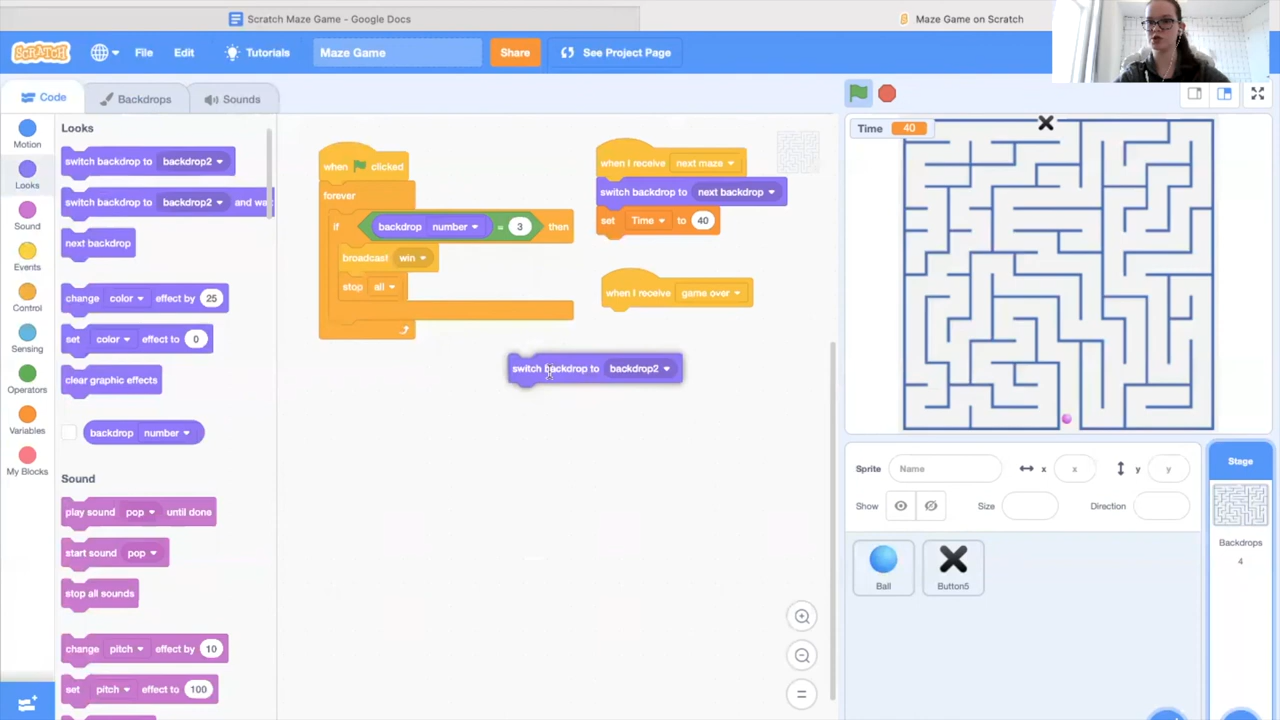 Scratch Maze Game - Google Docs
Maze Game on Scratch
SCRATCH
File
Edit
Tutorials
Maze Game
Share
See Project Page
Code
Backdrops
Sounds
Motion
Looks
Sound
Events
Control
Sensing
Operators
Variables
My Blocks
Looks
switch backdrop to backdrop2
switch backdrop to backdrop2 and wa
next backdrop
change color effect by 25
set color effect to 0
clear graphic effects
backdrop number
Sound
play sound pop until done
start sound pop
stop all sounds
change pitch effect by 10
set pitch effect to 100
when clicked
forever
if backdrop number = 3 then
broadcast win
stop all
when I receive next maze
switch backdrop to next backdrop
set Time to 40
when I receive game over
switch backdrop to backdrop2
Time 40
Sprite Name x x y y
Show Size Direction
Ball
Button5
Stage
Backdrops
4